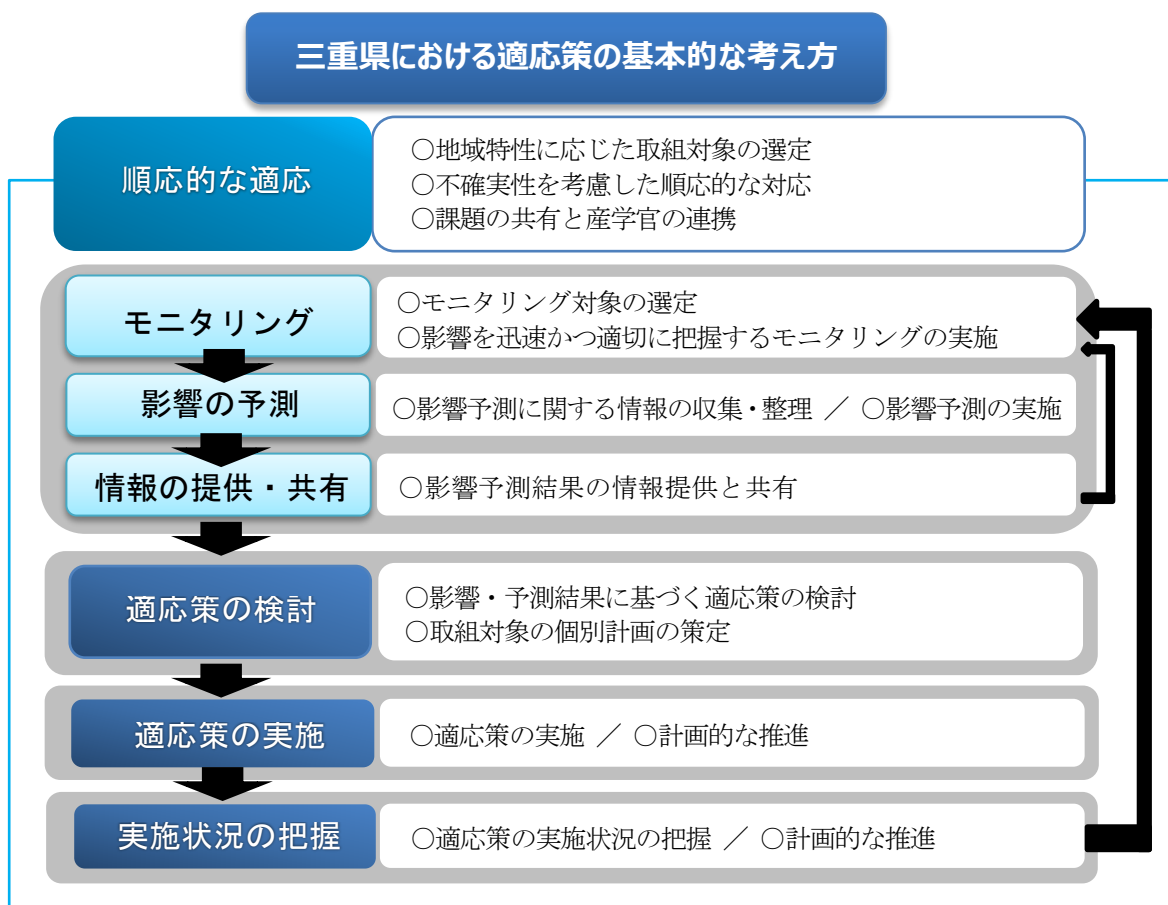 三重県における適応策の基本的な考え方
順応的な適応
○地域特性に応じた取組対象の選定
○不確実性を考慮した順応的な対応
○課題の共有と産学官の連携
モニタリング
○モニタリング対象の選定
○影響を迅速かつ適切に把握するモニタリングの実施
影響の予測
○影響予測に関する情報の収集・整理 ／ ○影響予測の実施
情報の提供・共有
○影響予測結果の情報提供と共有
適応策の検討
○影響・予測結果に基づく適応策の検討
○取組対象の個別計画の策定
適応策の実施
○適応策の実施 ／ ○計画的な推進
実施状況の把握
○適応策の実施状況の把握 ／ ○計画的な推進